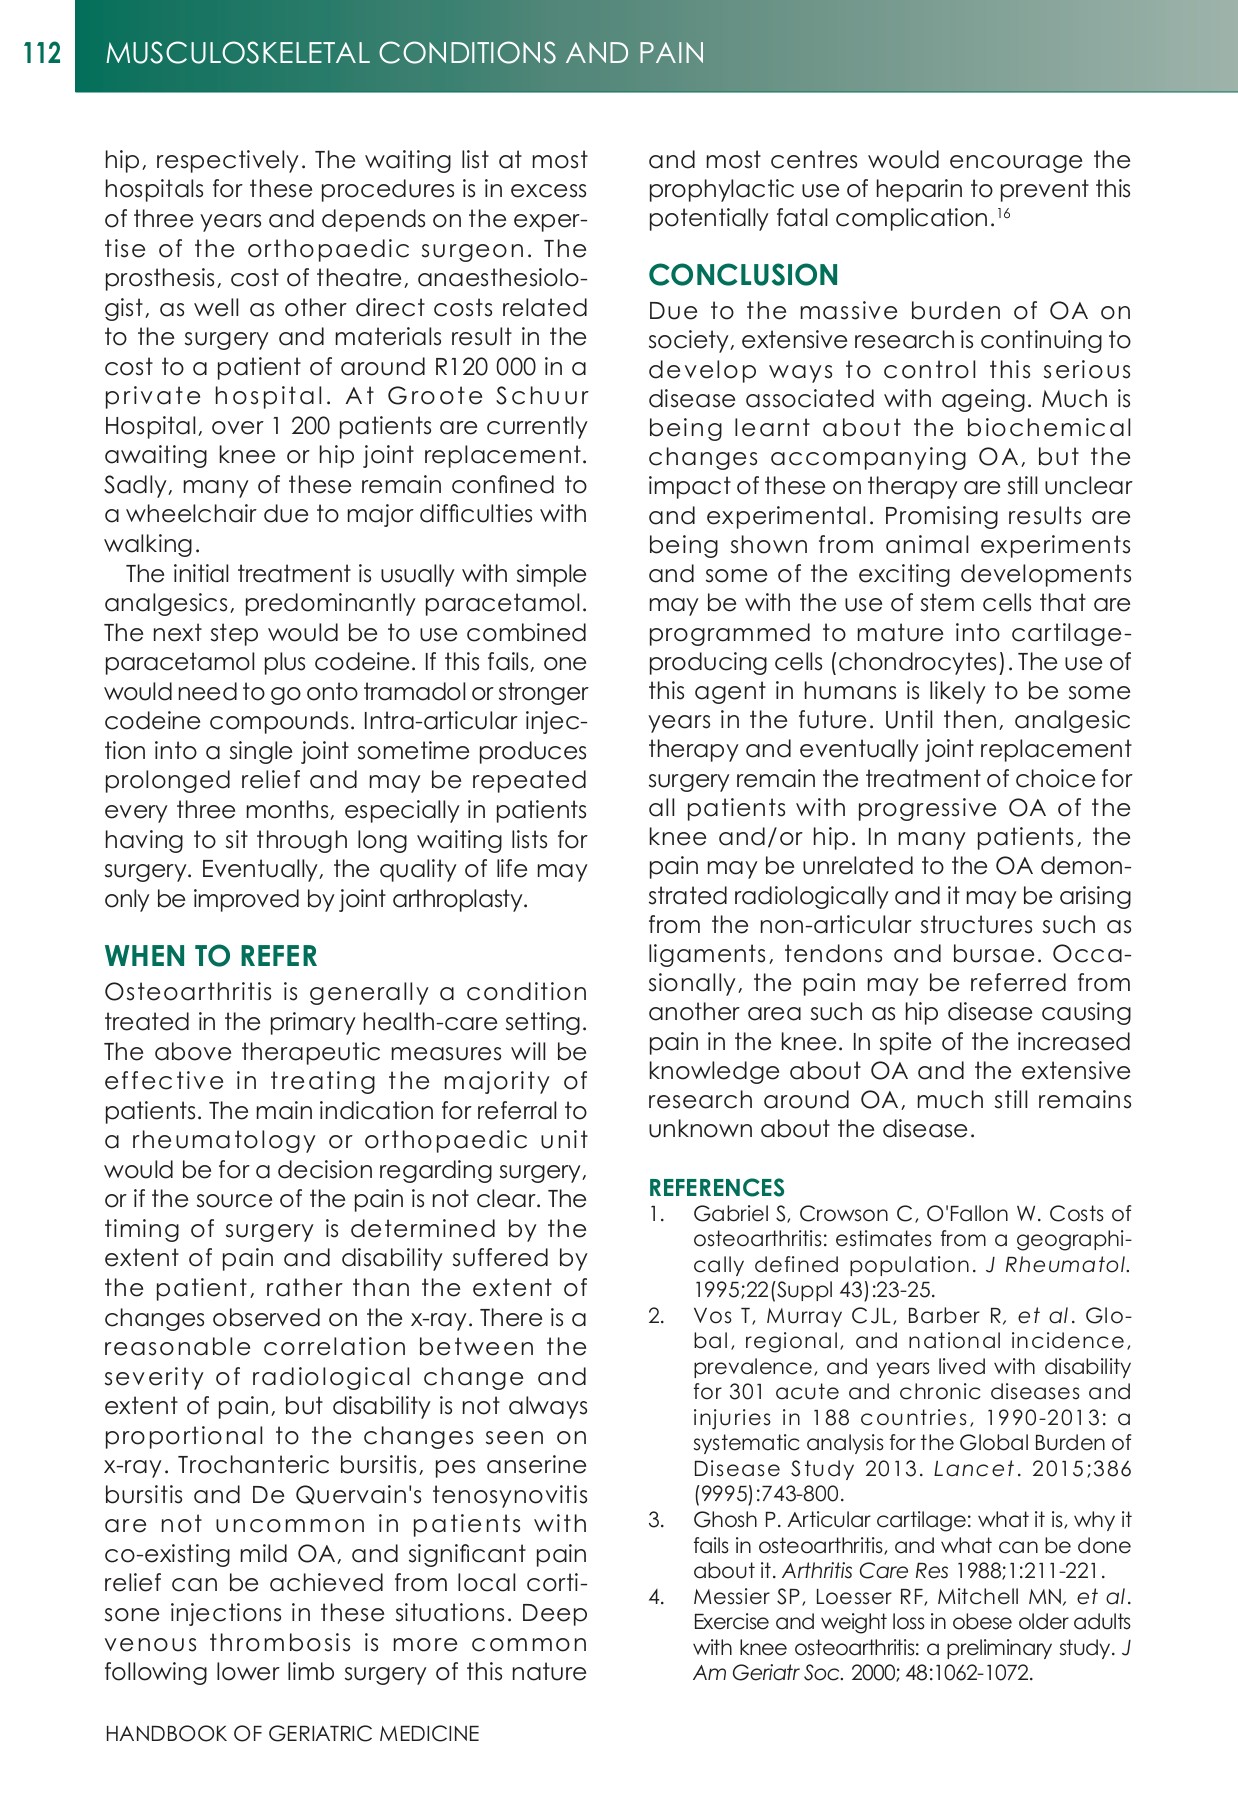 112
MUSCULOSKELETAL CONDITIONS AND PAIN
hip, respectively. The waiting list at most
hospitals for these procedures is in excess
of three years and depends on the exper-
tise of the orthopaedic surgeon. The
prosthesis, cost of theatre, anaesthesiolo-
gist, as well as other direct costs related
to the surgery and materials result in the
cost to a patient of around R120 000 in a
private hospital. At Groote Schuur
Hospital, over 1 200 patients are currently
awaiting knee or hip joint replacement.
Sadly, many of these remain confined to
a wheelchair due to major difficulties with
walking.
The initial treatment is usually with simple
analgesics, predominantly paracetamol.
The next step would be to use combined
paracetamol plus codeine. If this fails, one
would need to go onto tramadol or stronger
codeine compounds. Intra-articular injec-
tion into a single joint sometime produces
prolonged relief and may be repeated
every three months, especially in patients
having to sit through long waiting lists for
surgery. Eventually, the quality of life may
only be improved by joint arthroplasty.
WHEN TO REFER
Osteoarthritis is generally a condition
treated in the primary health-care setting.
The above therapeutic measures will be
effective in treating the majority of
patients. The main indication for referral to
a rheumatology or orthopaedic unit
would be for a decision regarding surgery,
or if the source of the pain is not clear. The
timing of surgery is determined by the
extent of pain and disability suffered by
the patient, rather than the extent of
changes observed on the x-ray. There is a
reasonable correlation between the
severity of radiological change and
extent of pain, but disability is not always
proportional to the changes seen on
x-ray. Trochanteric bursitis, pes anserine
bursitis and De Quervain's tenosynovitis
are not uncommon in patients with
co-existing mild OA, and significant pain
relief can be achieved from local corti-
sone injections in these situations. Deep
venous thrombosis is more common
following lower limb surgery of this nature
and most centres would encourage the
prophylactic use of heparin to prevent this
potentially fatal complication.16
CONCLUSION
Due to the massive burden of OA on
society, extensive research is continuing to
develop ways to control this serious
disease associated with ageing. Much is
being learnt about the biochemical
changes accompanying OA, but the
impact of these on therapy are still unclear
and experimental. Promising results are
being shown from animal experiments
and some of the exciting developments
may be with the use of stem cells that are
programmed to mature into cartilage-
producing cells (chondrocytes). The use of
this agent in humans is likely to be some
years in the future. Until then, analgesic
therapy and eventually joint replacement
surgery remain the treatment of choice for
all patients with progressive OA of the
knee and/or hip. In many patients, the
pain may be unrelated to the OA demon-
strated radiologically and it may be arising
from the non-articular structures such as
ligaments, tendons and bursae. Occa-
sionally, the pain may be referred from
another area such as hip disease causing
pain in the knee. In spite of the increased
knowledge about OA and the extensive
research around OA, much still remains
unknown about the disease.
REFERENCES
1. Gabriel S, Crowson C, O'Fallon W. Costs of
osteoarthritis: estimates from a geographi-
cally defined population. J Rheumatol.
1995;22(Suppl 43):23-25.
2. Vos T, Murray CJL, Barber R, et al. Glo-
bal, regional, and national incidence,
prevalence, and years lived with disability
for 301 acute and chronic diseases and
injuries in 188 countries, 1990-2013: a
systematic analysis for the Global Burden of
Disease Study 2013. Lancet. 2015;386
(9995):743-800.
3. Ghosh P. Articular cartilage: what it is, why it
fails in osteoarthritis, and what can be done
about it. Arthritis Care Res 1988;1:211-221.
4. Messier SP, Loesser RF, Mitchell MN, et al.
Exercise and weight loss in obese older adults
with knee osteoarthritis: a preliminary study. J
Am Geriatr Soc. 2000; 48:1062-1072.
HANDBOOK OF GERIATRIC MEDICINE